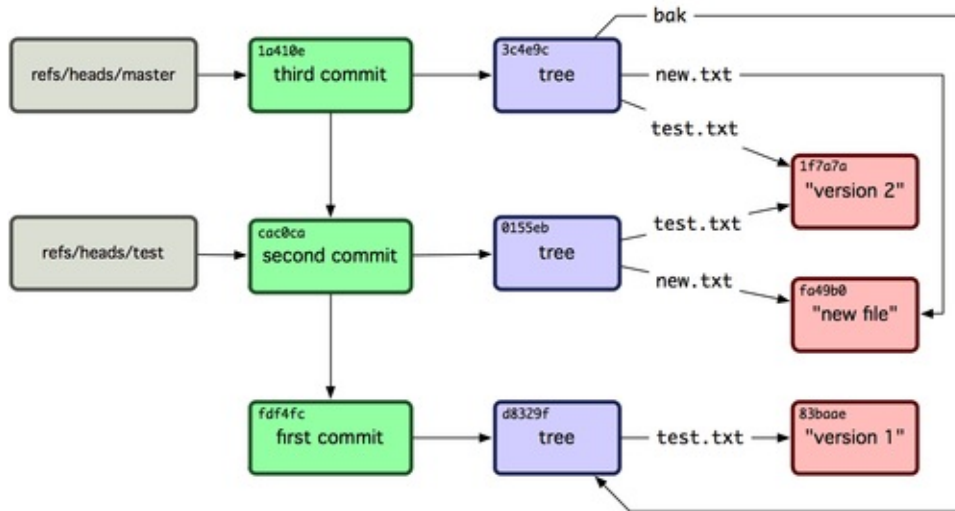 bak
1a410e
3c4e9c
refs/heads/master
third commit
tree
new.txt
test.txt
1f7a7a
"version 2"
cac0ca
0155eb
test.txt
refs/heads/test
second commit
tree
new.txt
fa49b0
"new file"
fdf4fc
d8329f
83baae
first commit
tree
test.txt
"version 1"